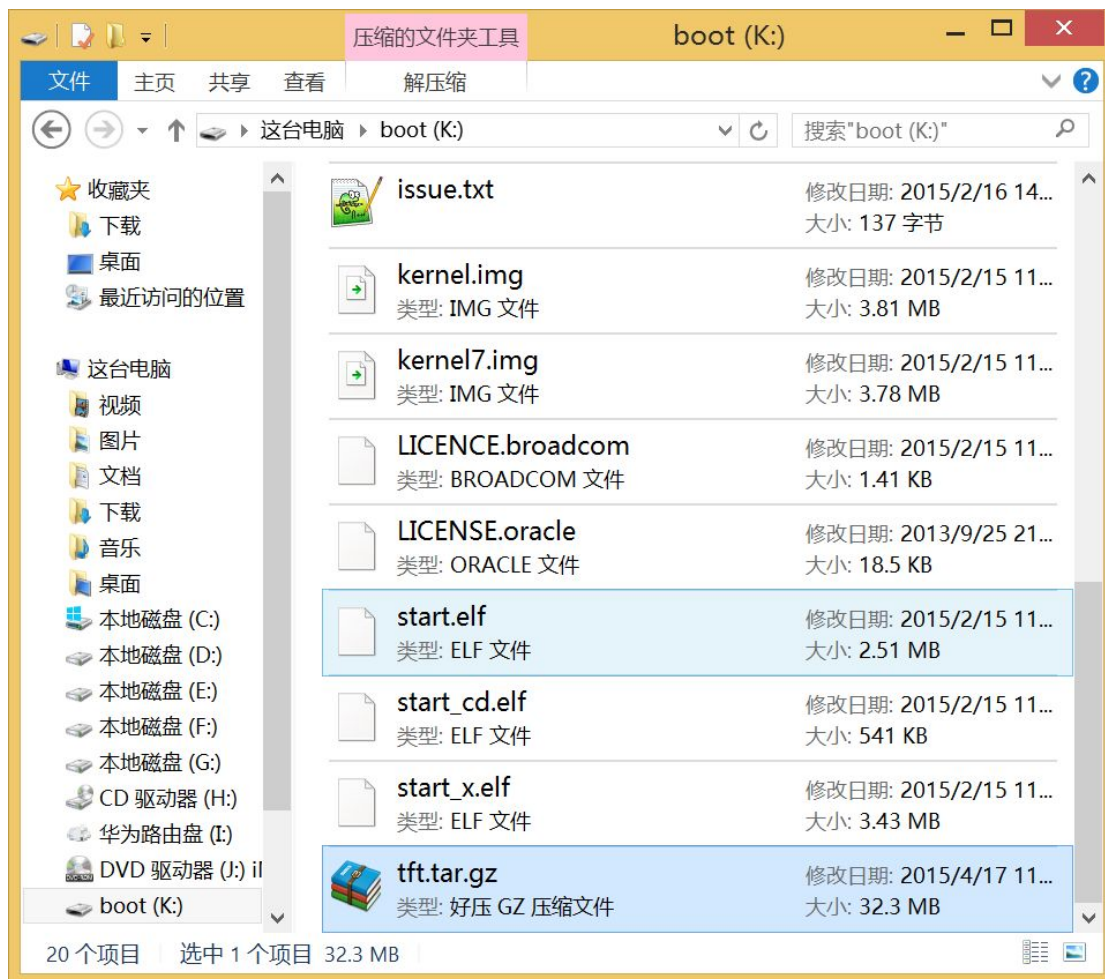 压缩的文件夹工具
boot (K:)
文件 主页 共享 查看 解压缩
这台电脑 boot (K:)
搜索"boot (K:)"
收藏夹
下载
桌面
最近访问的位置
这台电脑
视频
图片
文档
下载
音乐
桌面
本地磁盘 (C:)
本地磁盘 (D:)
本地磁盘 (E:)
本地磁盘 (F:)
本地磁盘 (G:)
CD 驱动器 (H:)
华为路由盘 (I:)
DVD 驱动器 (J:) i
boot (K:)
issue.txt 修改日期: 2015/2/16 14...
大小: 137 字节
kernel.img 修改日期: 2015/2/15 11...
类型: IMG 文件 大小: 3.81 MB
kernel7.img 修改日期: 2015/2/15 11...
类型: IMG 文件 大小: 3.78 MB
LICENCE.broadcom 修改日期: 2015/2/15 11...
类型: BROADCOM 文件 大小: 1.41 KB
LICENSE.oracle 修改日期: 2013/9/25 21...
类型: ORACLE 文件 大小: 18.5 KB
start.elf 修改日期: 2015/2/15 11...
类型: ELF 文件 大小: 2.51 MB
start_cd.elf 修改日期: 2015/2/15 11...
类型: ELF 文件 大小: 541 KB
start_x.elf 修改日期: 2015/2/15 11...
类型: ELF 文件 大小: 3.43 MB
tft.tar.gz 修改日期: 2015/4/17 11...
类型: 好压 GZ 压缩文件 大小: 32.3 MB
20 个项目 选中 1 个项目 32.3 MB